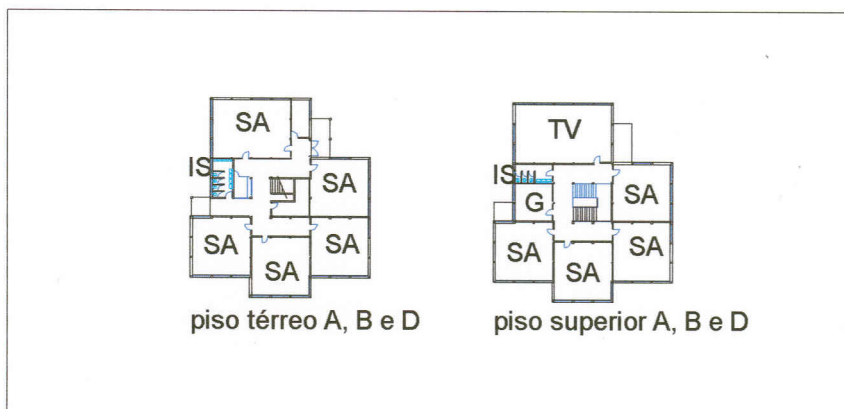 SA
IS
SA
SA
SA
SA
piso térreo A, B e D
TV
IS
G
SA
SA
SA
SA
piso superior A, B e D